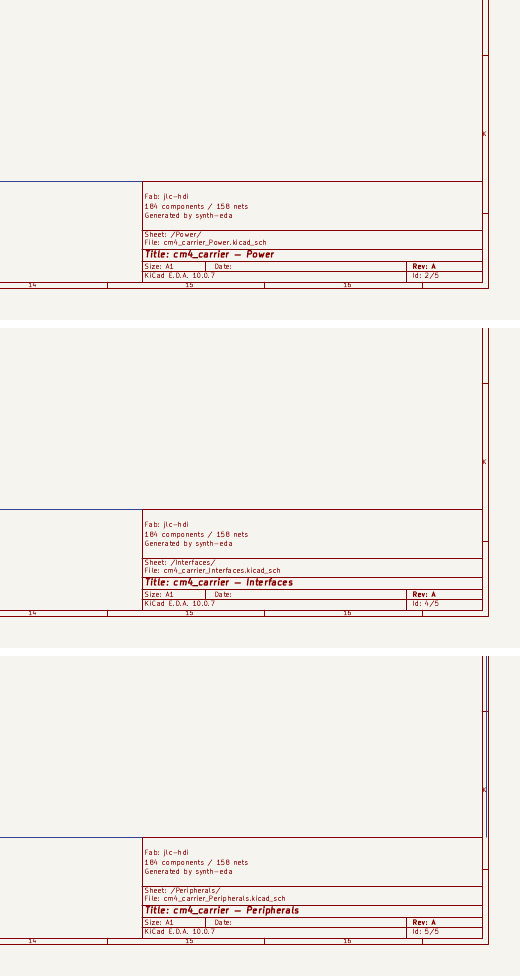 K
Fab: jlc-hdi
184 components / 158 nets
Generated by synth-eda
Sheet: /Power/
File: cm4_carrier_Power.kicad_sch
Title: cm4_carrier — Power
Size: A1 Date: Rev: A
KiCad E.D.A. 10.0.7 Id: 2/5
14 15 16
K
Fab: jlc-hdi
184 components / 158 nets
Generated by synth-eda
Sheet: /Interfaces/
File: cm4_carrier_Interfaces.kicad_sch
Title: cm4_carrier — Interfaces
Size: A1 Date: Rev: A
KiCad E.D.A. 10.0.7 Id: 4/5
14 15 16
K
Fab: jlc-hdi
184 components / 158 nets
Generated by synth-eda
Sheet: /Peripherals/
File: cm4_carrier_Peripherals.kicad_sch
Title: cm4_carrier — Peripherals
Size: A1 Date: Rev: A
KiCad E.D.A. 10.0.7 Id: 5/5
14 15 16